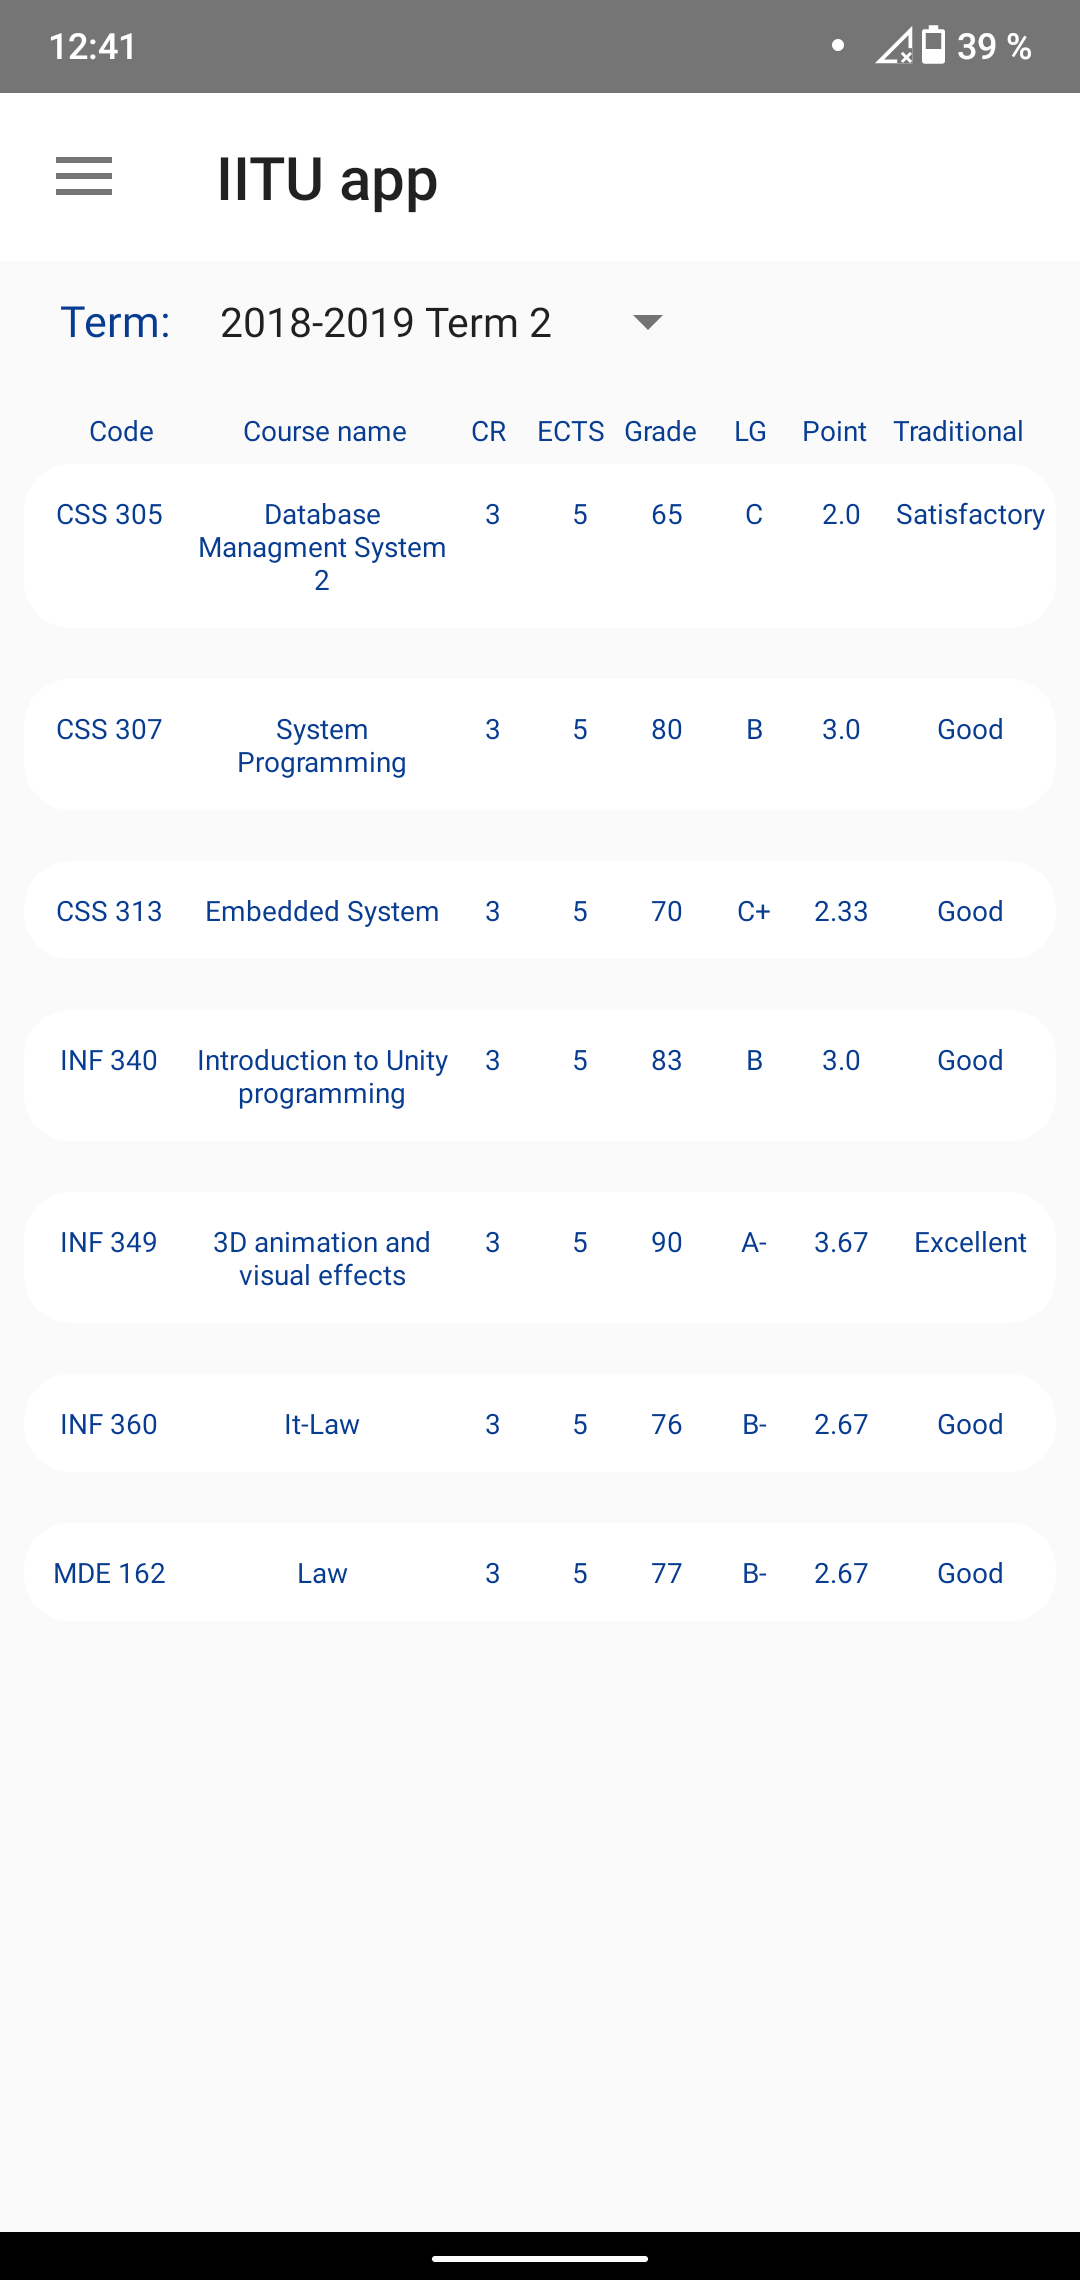 12:41 39 %
IITU app
Term: 2018-2019 Term 2
Code Course name CR ECTS Grade LG Point Traditional
CSS 305 Database 3 5 65 C 2.0 Satisfactory
Managment System
2
CSS 307 System 3 5 80 B 3.0 Good
Programming
CSS 313 Embedded System 3 5 70 C+ 2.33 Good
INF 340 Introduction to Unity 3 5 83 B 3.0 Good
programming
INF 349 3D animation and 3 5 90 A- 3.67 Excellent
visual effects
INF 360 It-Law 3 5 76 B- 2.67 Good
MDE 162 Law 3 5 77 B- 2.67 Good